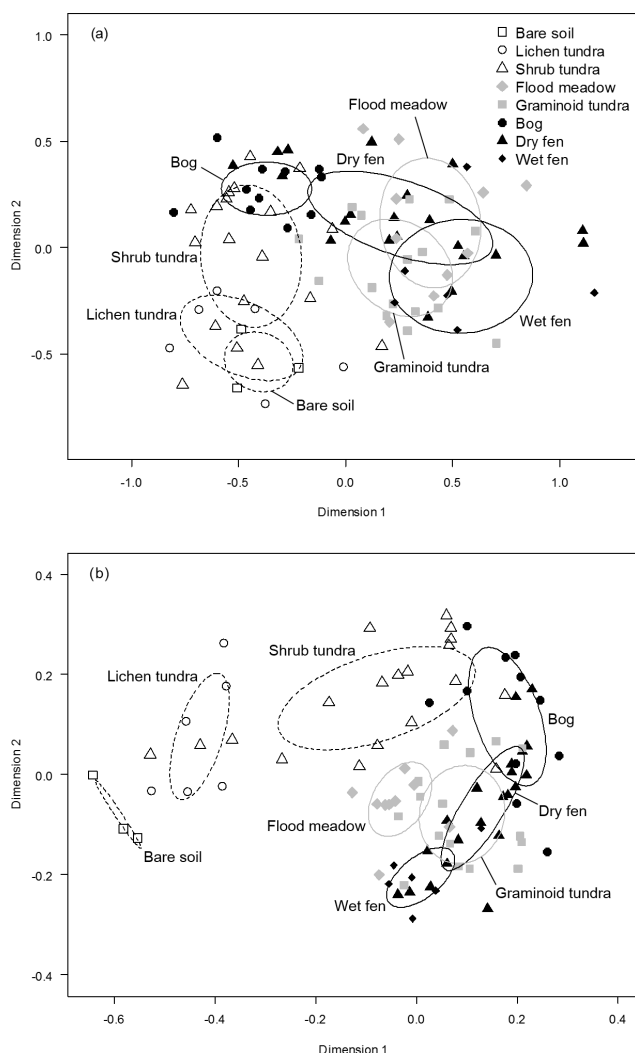 (a)
Bare soil
Lichen tundra
Shrub tundra
Flood meadow
Graminoid tundra
Bog
Dry fen
Wet fen
Flood meadow
Dry fen
Bog
Shrub tundra
Lichen tundra
Wet fen
Graminoid tundra
Bare soil
Dimension 2
1.0
0.5
0.0
-0.5
-1.0 -0.5 0.0 0.5 1.0
Dimension 1
(b)
Shrub tundra
Lichen tundra
Bog
Dry fen
Flood meadow
Bare soil
Graminoid tundra
Wet fen
Dimension 2
0.4
0.2
0.0
-0.2
-0.4
-0.6 -0.4 -0.2 0.0 0.2 0.4
Dimension 1